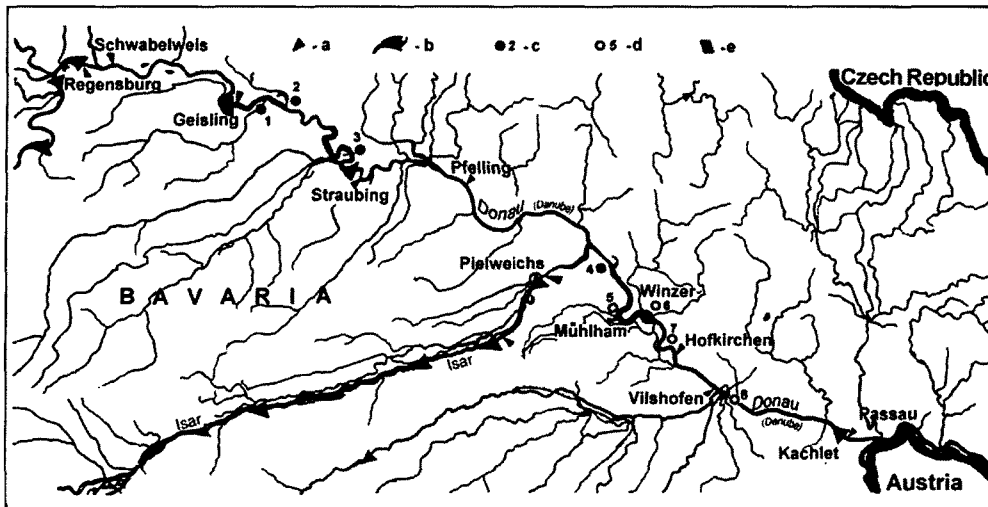 - a
- b
2 - c
5 - d
- e
Schwabelweis
Regensburg
Czech Republic
Geisling
1
2
3
Straubing
Pfelling
Donau (Danube)
Pielweichs
4
BAVARIA
5
Winzer
6
Mühlham
7
Hofkirchen
Isar
Isar
Vilshofen
8
Donau
(Danube)
Passau
Kachlet
Austria